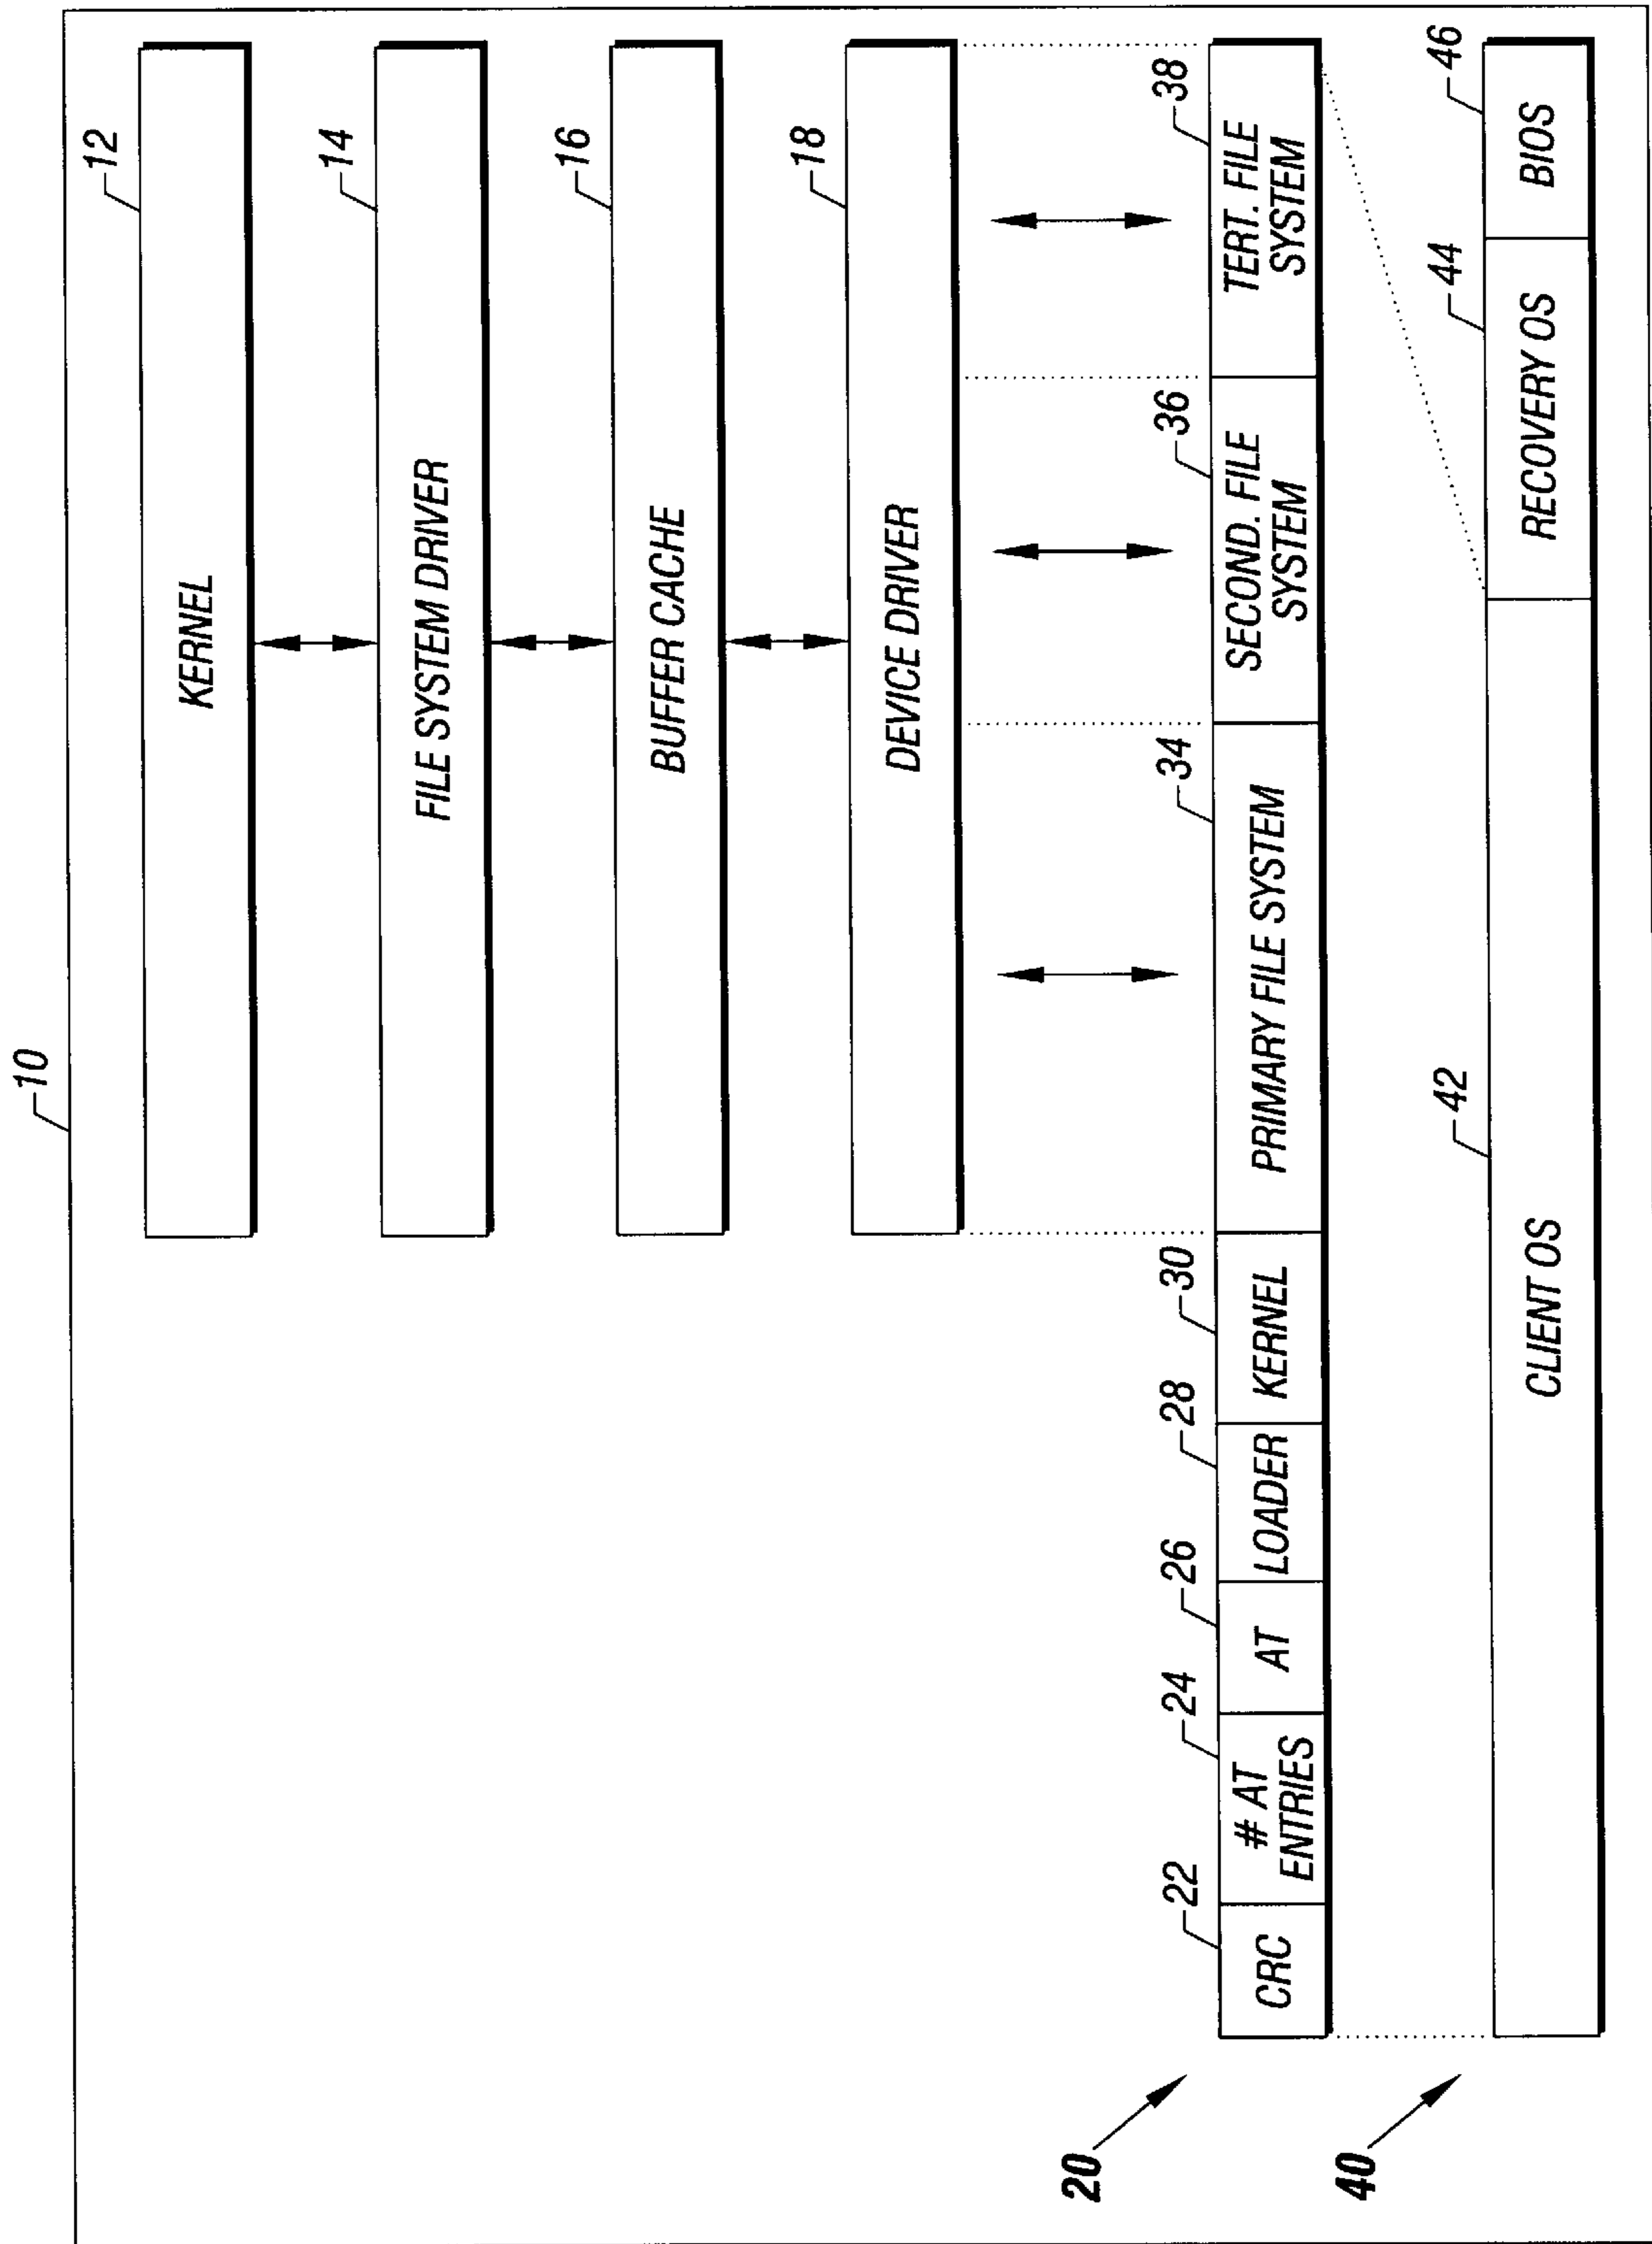 10
12
KERNEL
14
FILE SYSTEM DRIVER
16
BUFFER CACHE
18
DEVICE DRIVER
20
22
24
26
28
30
34
36
38
CRC
# AT
ENTRIES
AT
LOADER
KERNEL
PRIMARY FILE SYSTEM
SECOND. FILE
SYSTEM
TERT. FILE
SYSTEM
40
42
44
46
CLIENT OS
RECOVERY OS
BIOS